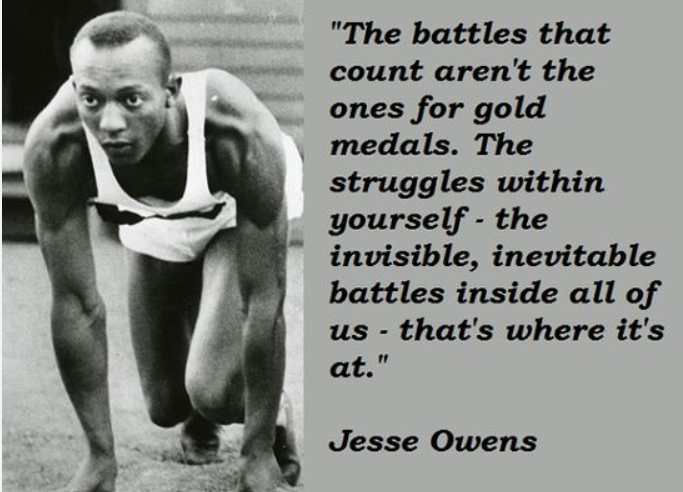 "The battles that
count aren't the
ones for gold
medals. The
struggles within
yourself - the
invisible, inevitable
battles inside all of
us - that's where it's
at."
Jesse Owens